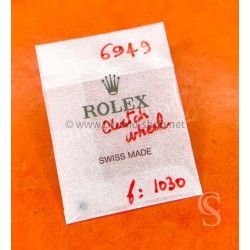 6949
ROLEX
Clutch
wheel
SWISS MADE
f: 1030